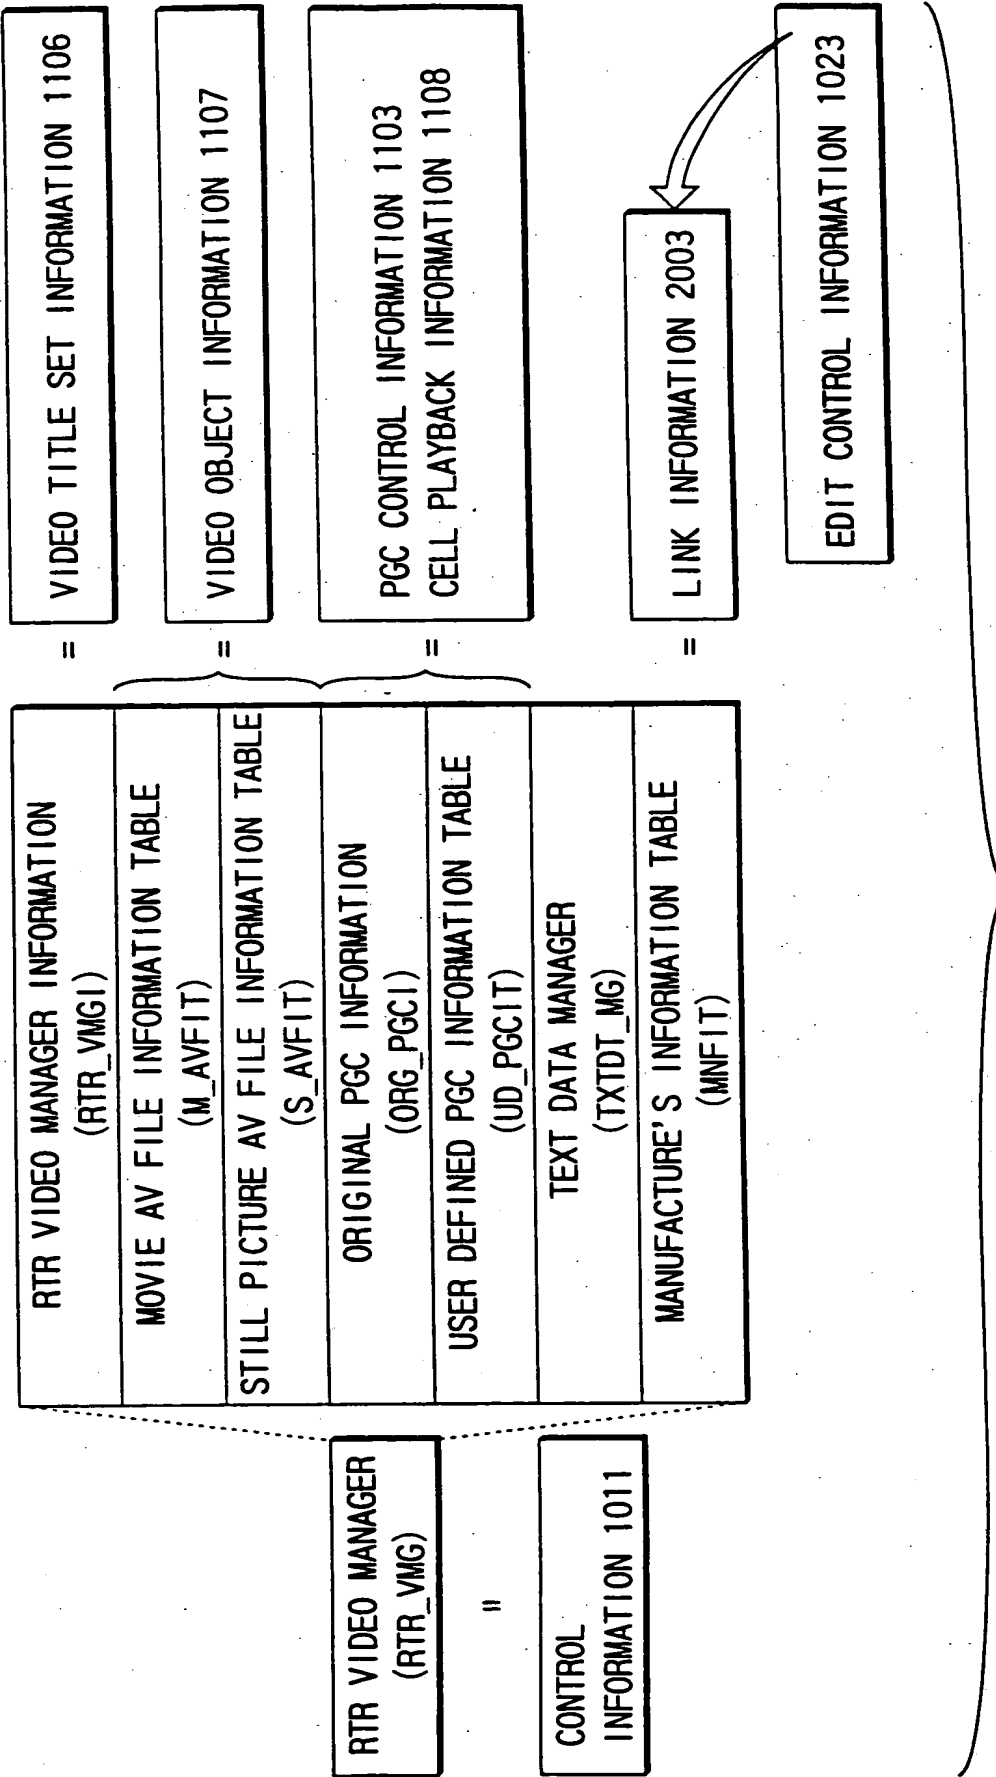 RTR VIDEO MANAGER
(RTR_VMG)
=
CONTROL
INFORMATION 1011
RTR VIDEO MANAGER INFORMATION
(RTR_VMGI)
MOVIE AV FILE INFORMATION TABLE
(M_AVFIT)
STILL PICTURE AV FILE INFORMATION TABLE
(S_AVFIT)
ORIGINAL PGC INFORMATION
(ORG_PGCI)
USER DEFINED PGC INFORMATION TABLE
(UD_PGCIT)
TEXT DATA MANAGER
(TXTDT_MG)
MANUFACTURE'S INFORMATION TABLE
(MNFIT)
= VIDEO TITLE SET INFORMATION 1106
= VIDEO OBJECT INFORMATION 1107
= PGC CONTROL INFORMATION 1103
CELL PLAYBACK INFORMATION 1108
= LINK INFORMATION 2003
EDIT CONTROL INFORMATION 1023